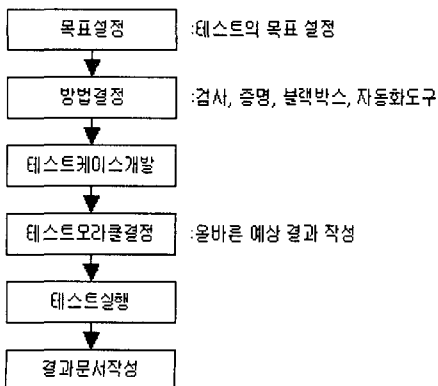 목표설정 :테스트의 목표 설정
방법결정 :검사, 증명, 블랙박스, 자동화도구
테스트케이스개발
테스트오라클결정 :올바른 예상 결과 작성
테스트실행
결과문서작성